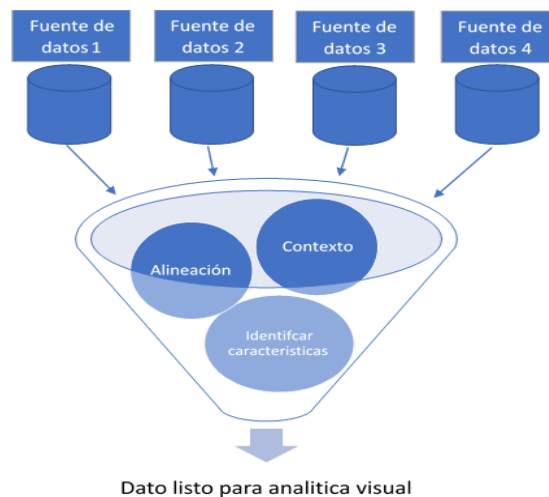 Fuente de
datos 1
Fuente de
datos 2
Fuente de
datos 3
Fuente de
datos 4
Contexto
Alineación
Identifcar
caracteristicas
Dato listo para analitica visual